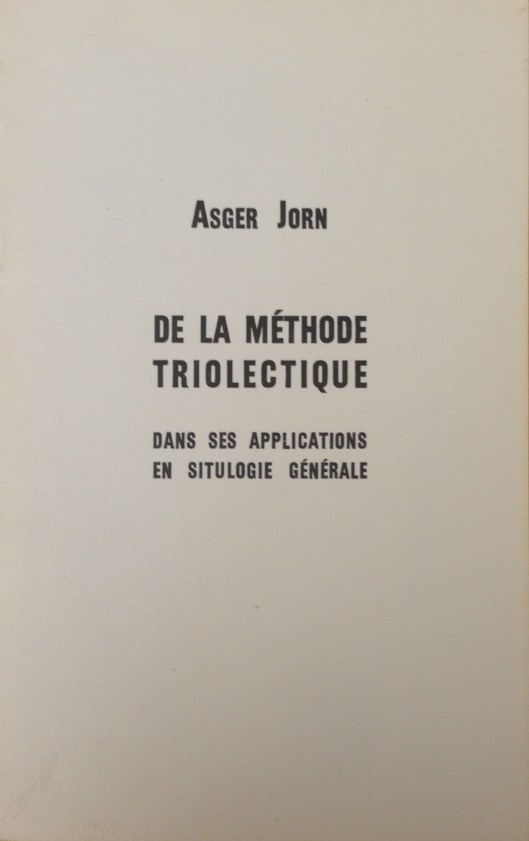 ASGER JORN
DE LA MÉTHODE
TRIOLECTIQUE
DANS SES APPLICATIONS
EN SITULOGIE GÉNÉRALE